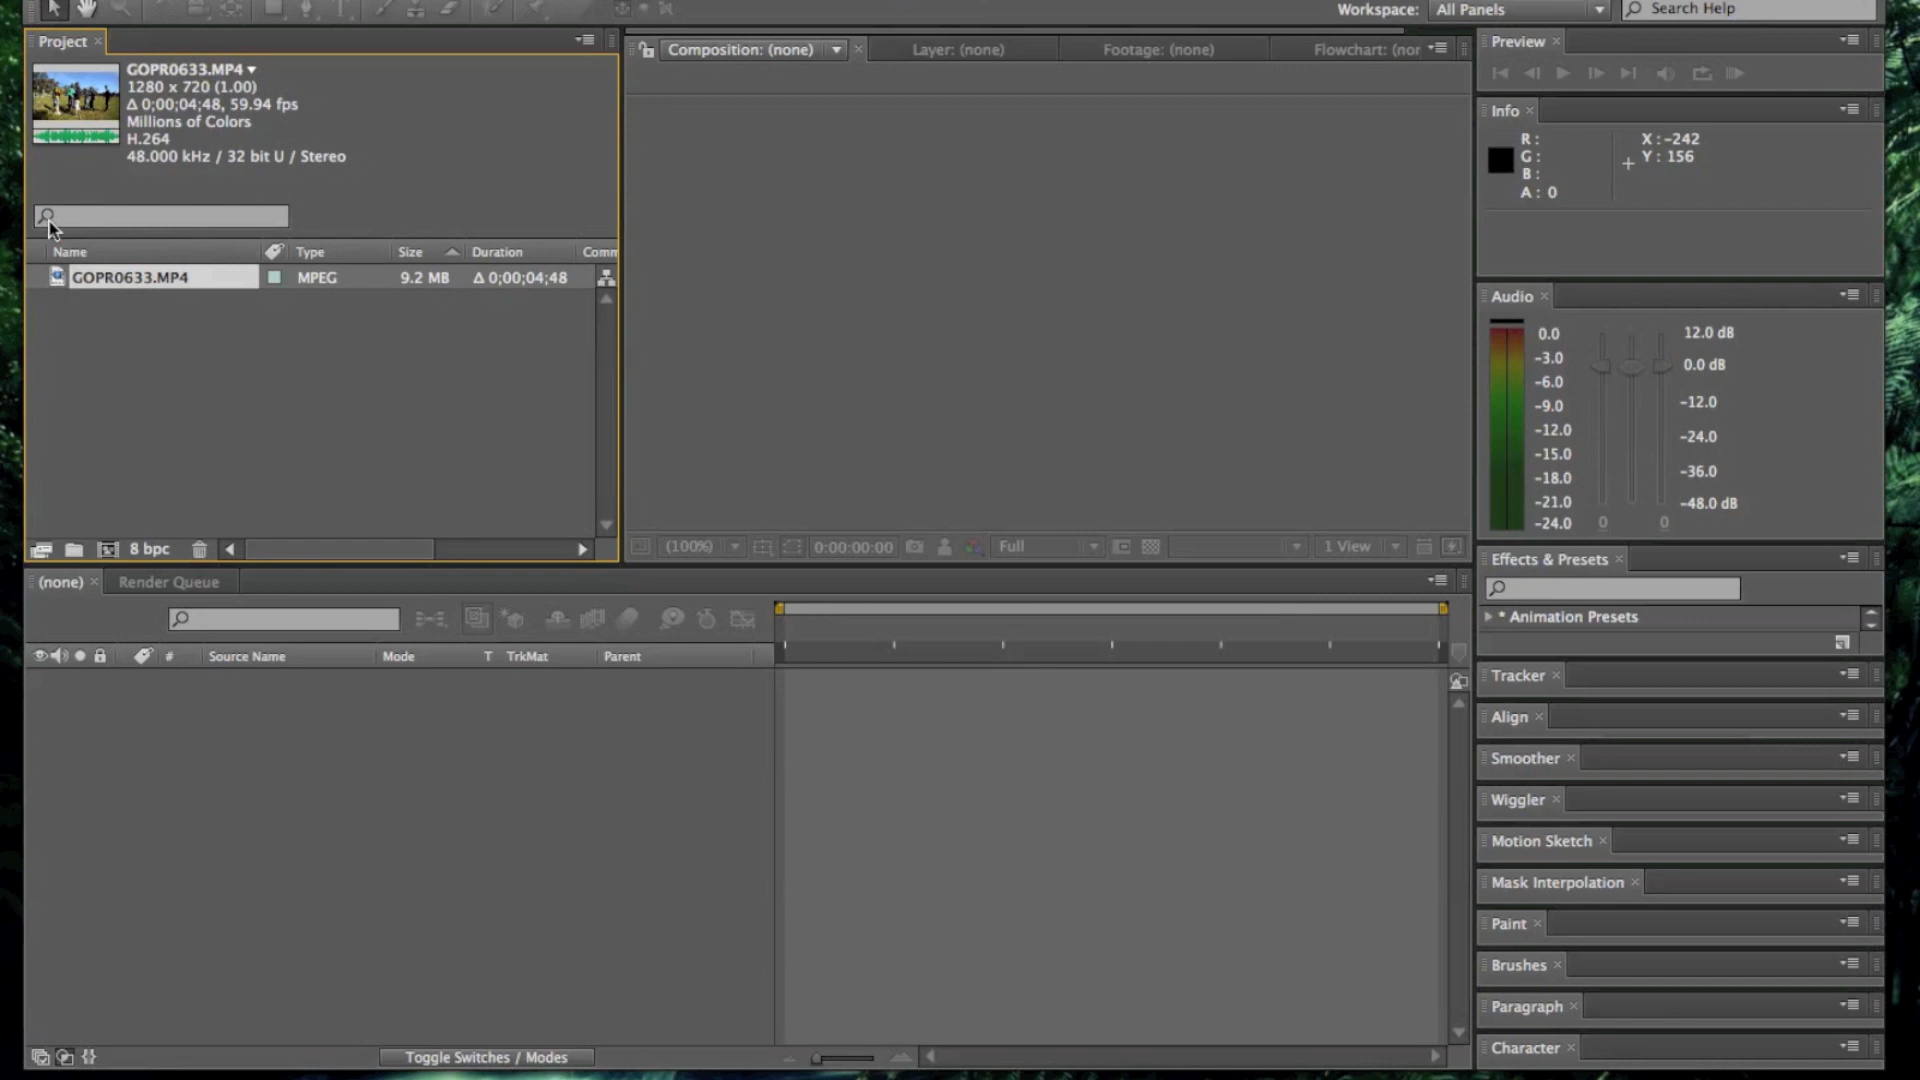 Workspace: All Panels Search Help
Project
GOPR0633.MP4
1280 x 720 (1.00)
Δ 0;00;04;48, 59.94 fps
Millions of Colors
H.264
48.000 kHz / 32 bit U / Stereo
Name Type Size Duration Comm
GOPR0633.MP4 MPEG 9.2 MB Δ 0;00;04;48
8 bpc
Composition: (none) Layer: (none) Footage: (none) Flowchart: (nor
(100%) 0:00:00:00 Full 1 View
Preview
Info
R :
G :
B :
A : 0
X : -242
Y : 156
Audio
0.0
-3.0
-6.0
-9.0
-12.0
-15.0
-18.0
-21.0
-24.0
0 0
12.0 dB
0.0 dB
-12.0
-24.0
-36.0
-48.0 dB
Effects & Presets
* Animation Presets
Tracker
Align
Smoother
Wiggler
Motion Sketch
Mask Interpolation
Paint
Brushes
Paragraph
Character
(none) Render Queue
# Source Name Mode T TrkMat Parent
Toggle Switches / Modes